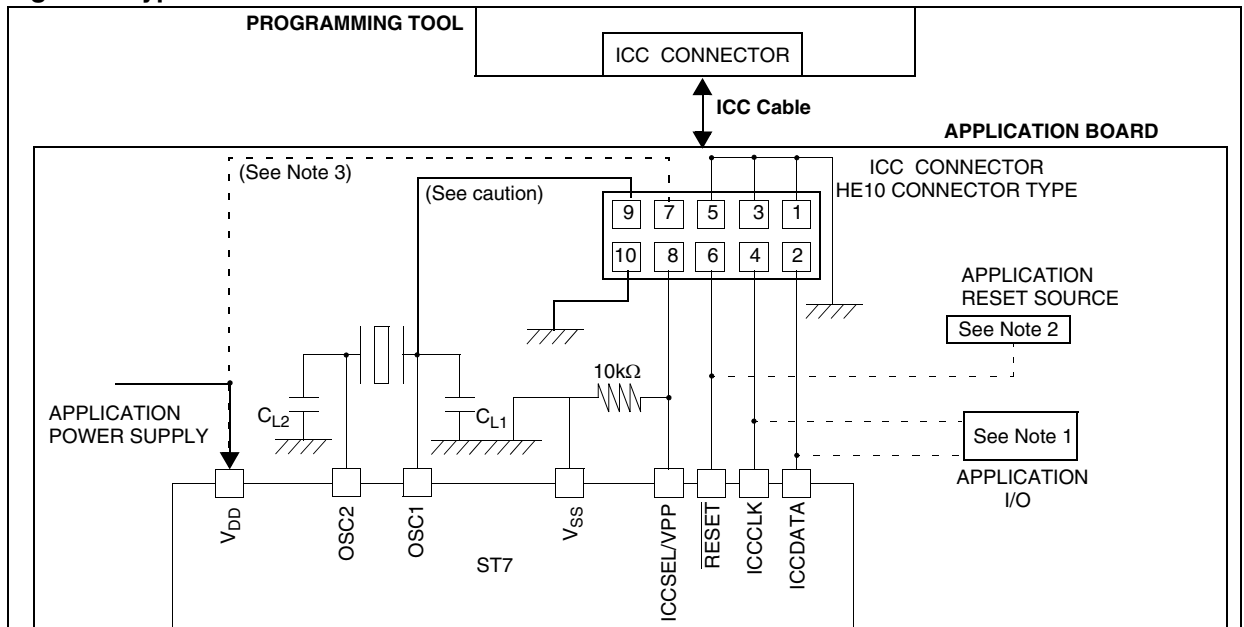 PROGRAMMING TOOL
ICC CONNECTOR
ICC Cable
APPLICATION BOARD
(See Note 3)
(See caution)
ICC CONNECTOR
HE10 CONNECTOR TYPE
9 7 5 3 1
10 8 6 4 2
APPLICATION
RESET SOURCE
See Note 2
10kΩ
APPLICATION
POWER SUPPLY
CL2
CL1
See Note 1
APPLICATION
I/O
VDD
OSC2
OSC1
VSS
ICCSEL/VPP
RESET
ICCCLK
ICCDATA
ST7